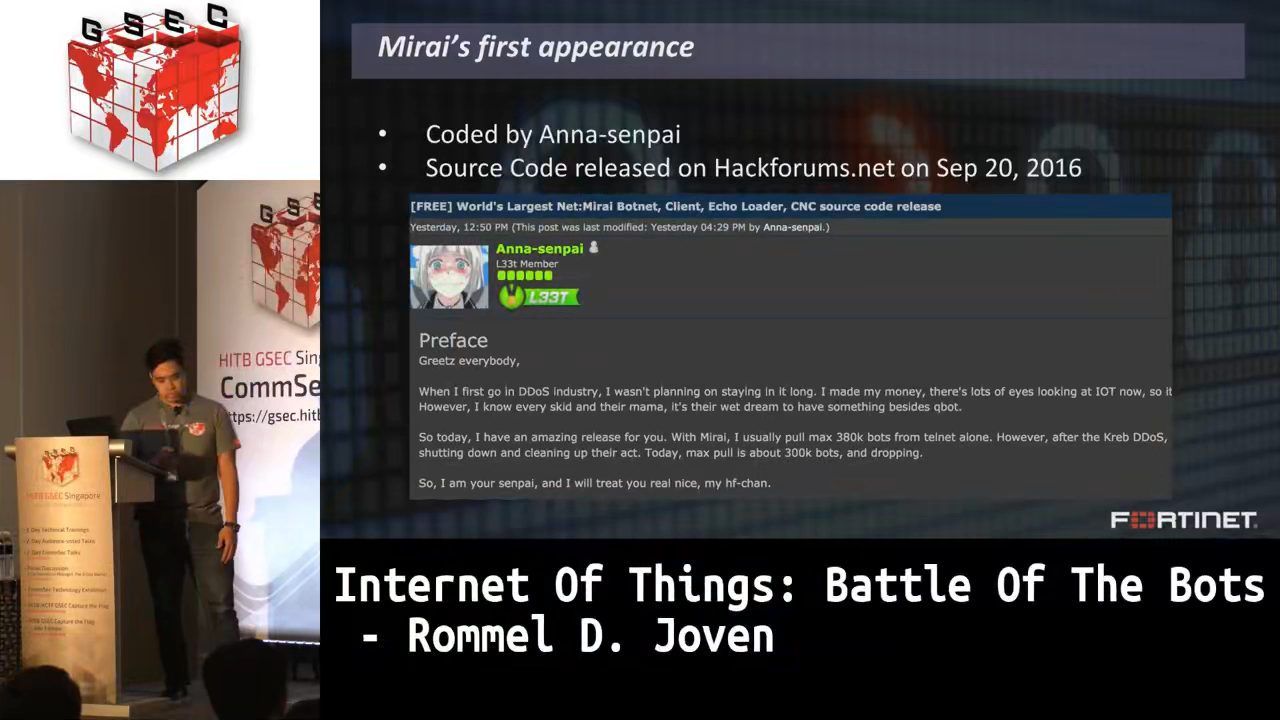 GSEC
Mirai's first appearance
• Coded by Anna-senpai
• Source Code released on Hackforums.net on Sep 20, 2016
[FREE] World's Largest Net:Mirai Botnet, Client, Echo Loader, CNC source code release
Yesterday, 12:50 PM (This post was last modified: Yesterday 04:29 PM by Anna-senpai.)
Anna-senpai
L33t Member
L33T
Preface
Greetz everybody,
When I first go in DDoS industry, I wasn't planning on staying in it long. I made my money, there's lots of eyes looking at IOT now, so it
However, I know every skid and their mama, it's their wet dream to have something besides qbot.
So today, I have an amazing release for you. With Mirai, I usually pull max 380k bots from telnet alone. However, after the Kreb DDoS,
shutting down and cleaning up their act. Today, max pull is about 300k bots, and dropping.
So, I am your senpai, and I will treat you real nice, my hf-chan.
FORTINET
GSE
HITB GSEC Sin
CommSe
https://gsec.hitb
HITB GSEC Singapore
Internet Of Things: Battle Of The Bots
- Rommel D. Joven